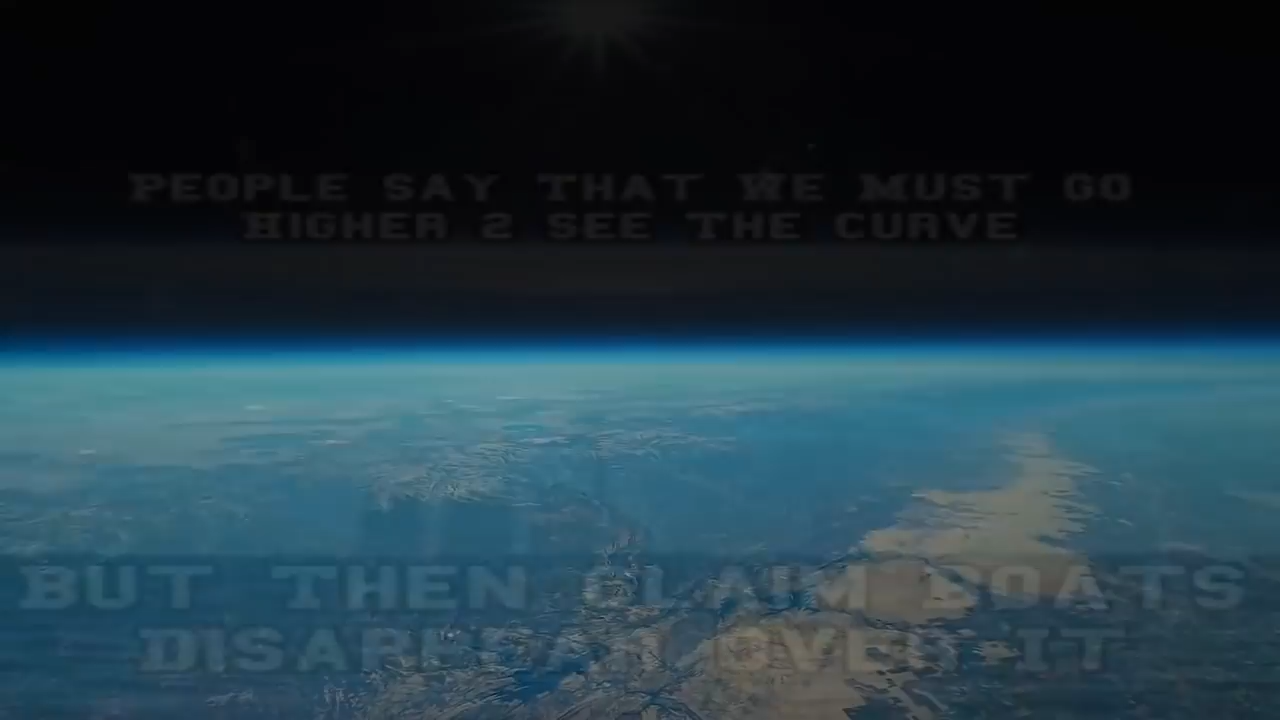 People say that We Must go
Higher 2 see The curve
But Then claim Boats
Disappear over it